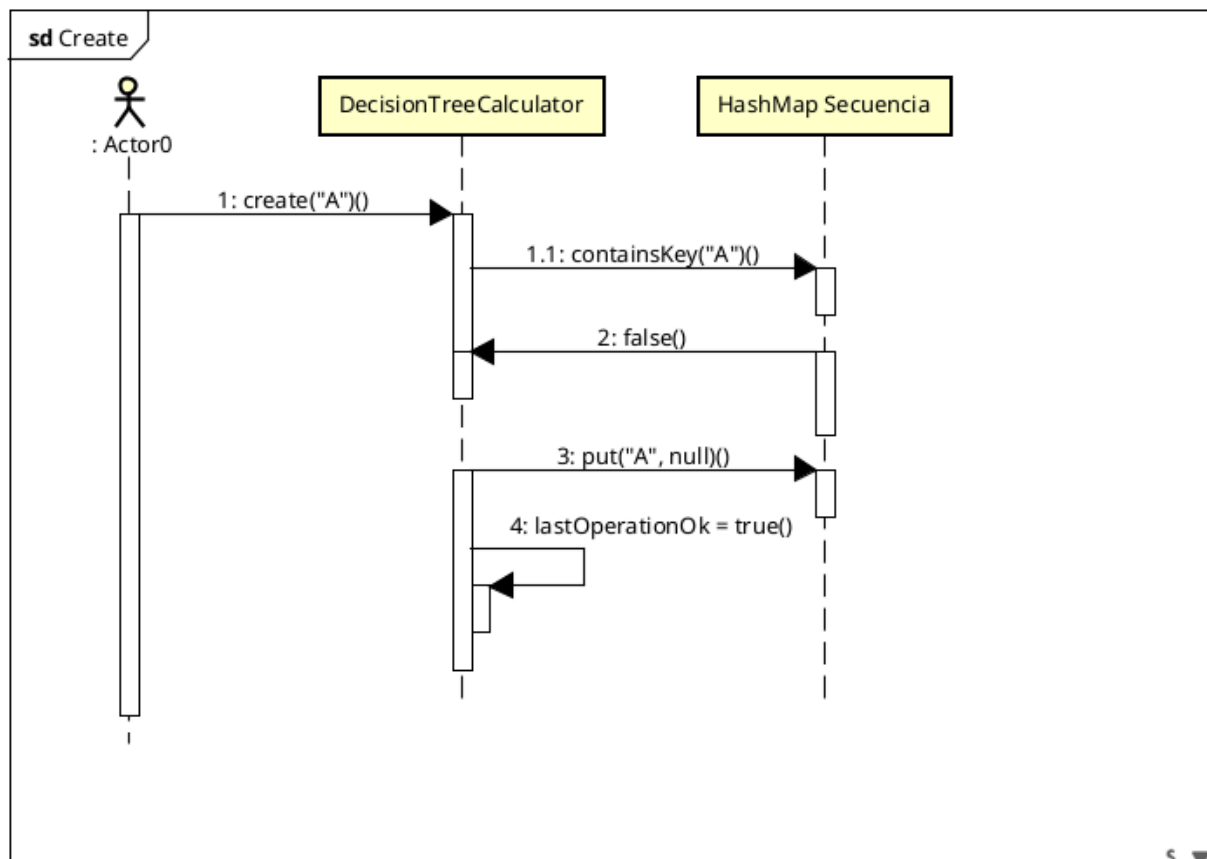 sd Create
: Actor0
DecisionTreeCalculator
HashMap Secuencia
1: create("A")()
1.1: containsKey("A")()
2: false()
3: put("A", null)()
4: lastOperationOk = true()